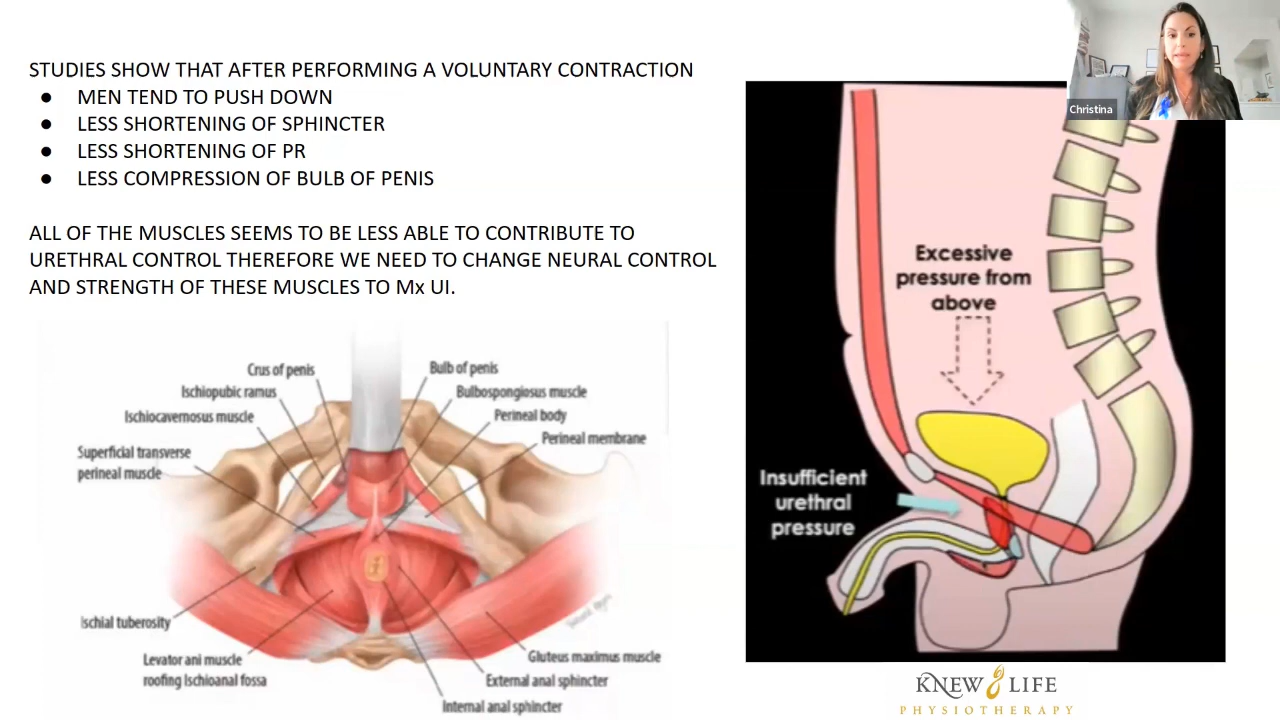 STUDIES SHOW THAT AFTER PERFORMING A VOLUNTARY CONTRACTION
● MEN TEND TO PUSH DOWN
● LESS SHORTENING OF SPHINCTER
● LESS SHORTENING OF PR
● LESS COMPRESSION OF BULB OF PENIS
ALL OF THE MUSCLES SEEMS TO BE LESS ABLE TO CONTRIBUTE TO
URETHRAL CONTROL THEREFORE WE NEED TO CHANGE NEURAL CONTROL
AND STRENGTH OF THESE MUSCLES TO Mx UI.
Crus of penis
Ischiopubic ramus
Ischiocavernosus muscle
Superficial transverse
perineal muscle
Bulb of penis
Bulbospongiosus muscle
Perineal body
Perineal membrane
Ischial tuberosity
Levator ani muscle
roofing Ischioanal fossa
Gluteus maximus muscle
External anal sphincter
Internal anal sphincter
Christina
Excessive
pressure from
above
Insufficient
urethral
pressure
KNEW LIFE
PHYSIOTHERAPY